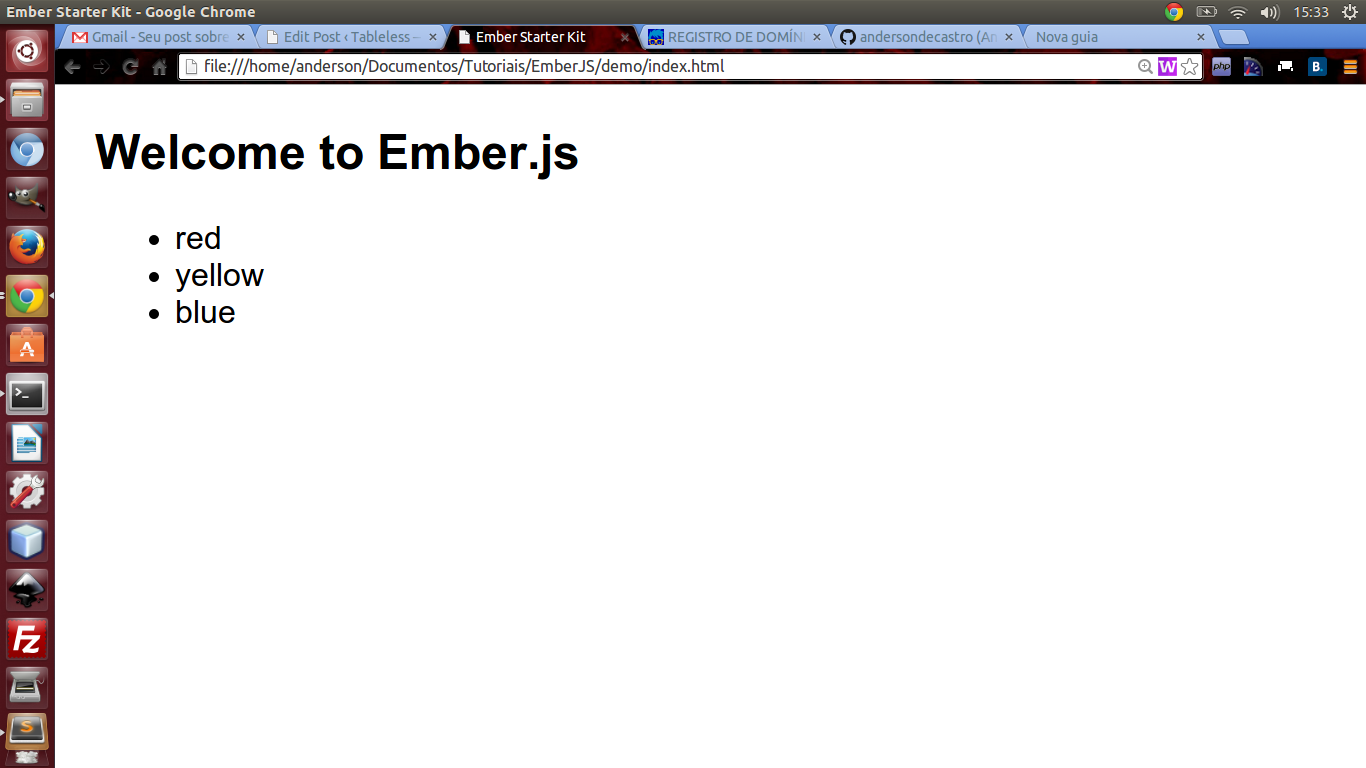 Ember Starter Kit - Google Chrome
15:33
Gmail - Seu post sobre
Edit Post ‹ Tableless –
Ember Starter Kit
REGISTRO DE DOMÍN
andersondecastro (An
Nova guia
file:///home/anderson/Documentos/Tutoriais/EmberJS/demo/index.html
W
php
B.
Welcome to Ember.js
red
yellow
blue
Fz
S